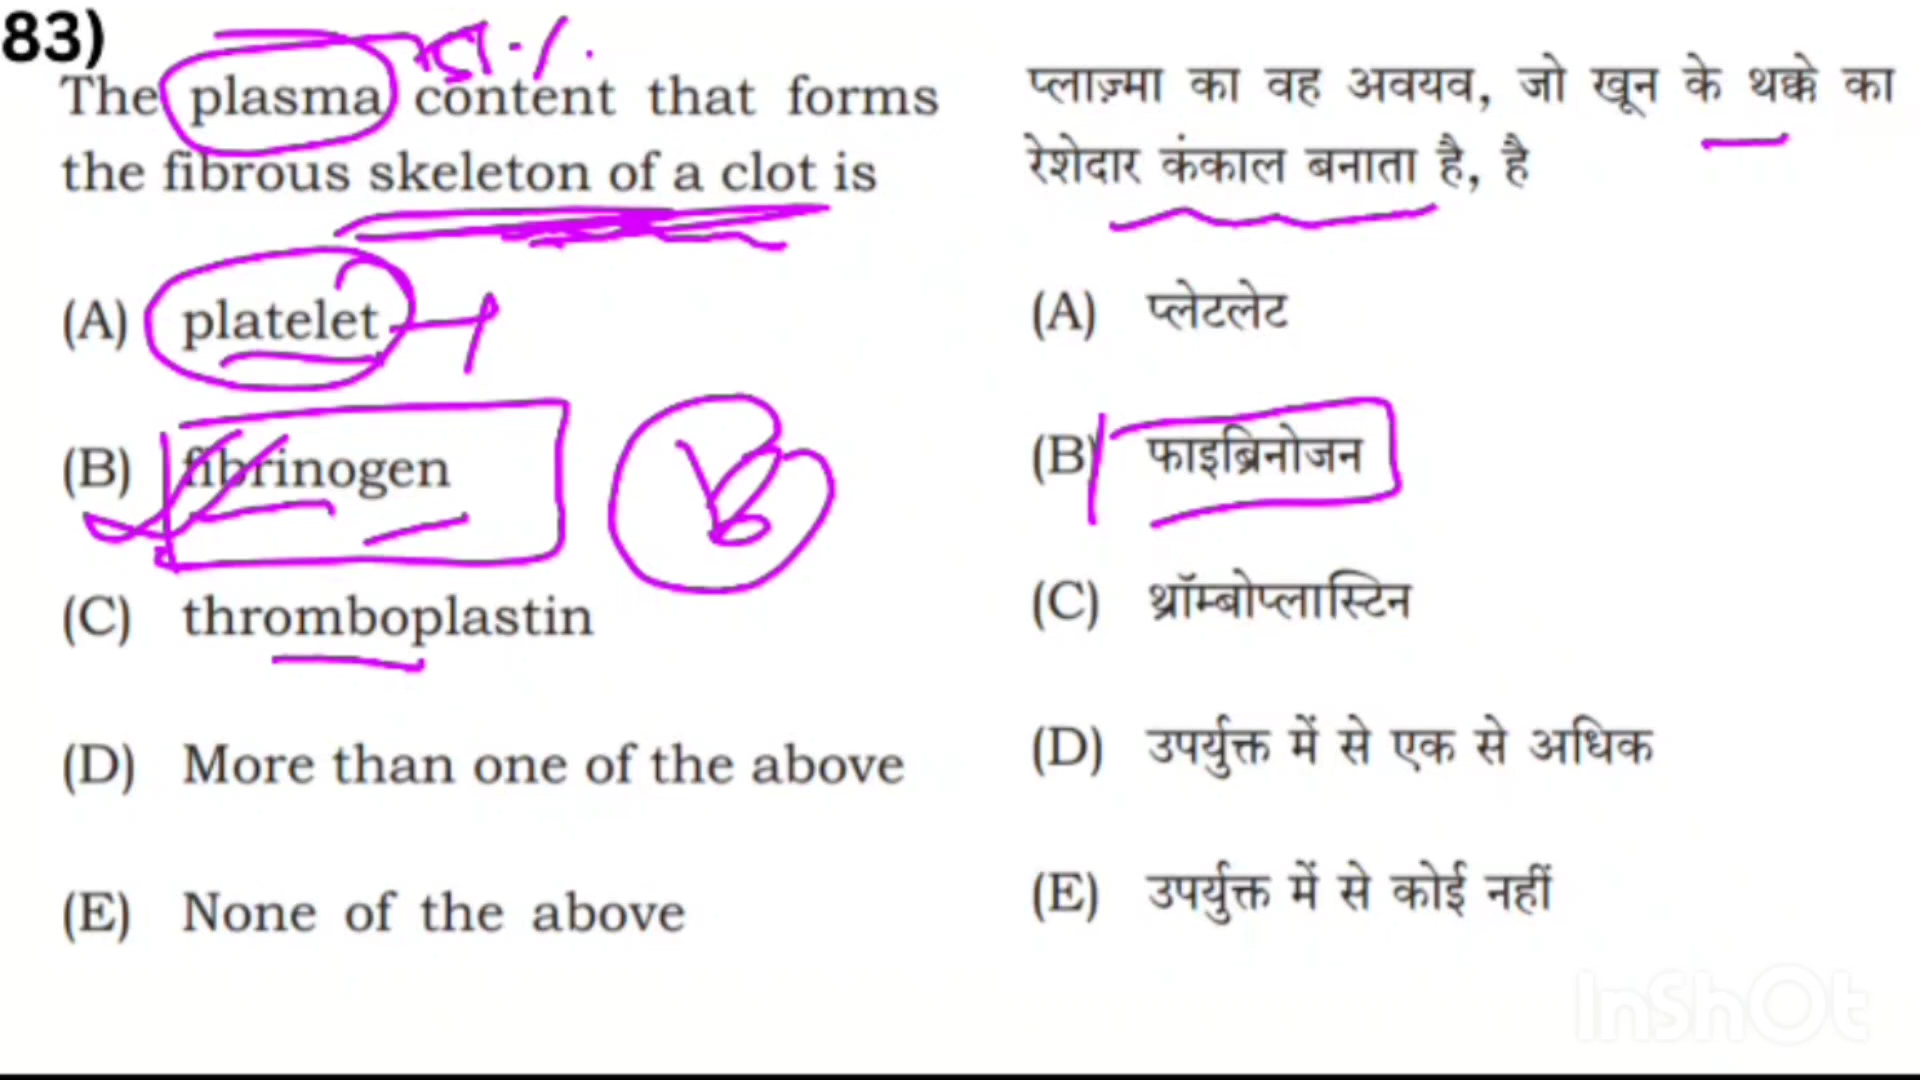 83)
The plasma content that forms
the fibrous skeleton of a clot is
(A) platelet
(B) fibrinogen
(C) thromboplastin
(D) More than one of the above
(E) None of the above
प्लाज़्मा का वह अवयव, जो खून के थक्के का
रेशेदार कंकाल बनाता है, है
(A) प्लेटलेट
(B) फाइब्रिनोजन
(C) थ्रॉम्बोप्लास्टिन
(D) उपर्युक्त में से एक से अधिक
(E) उपर्युक्त में से कोई नहीं
B
InShOt